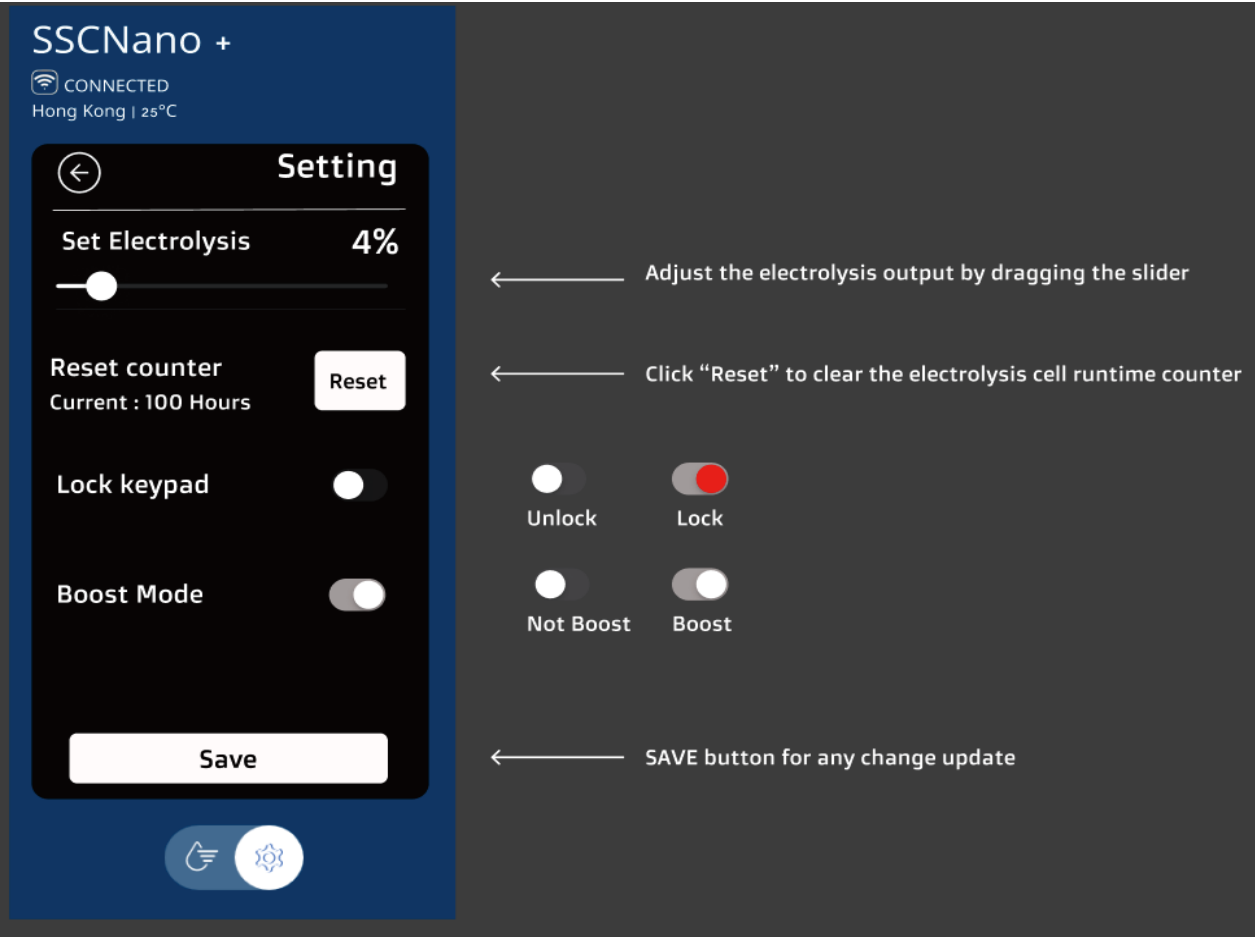 SSCNano +
CONNECTED
Hong Kong | 25°C
Setting
Set Electrolysis 4%
Adjust the electrolysis output by dragging the slider
Reset counter
Current : 100 Hours
Reset
Click “Reset” to clear the electrolysis cell runtime counter
Lock keypad
Unlock Lock
Boost Mode
Not Boost Boost
Save
SAVE button for any change update